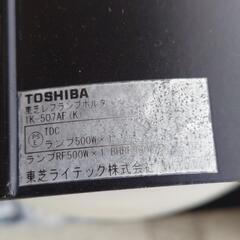 TOSHIBA
東芝レフランプホルダ
IK-507AF(K)
PSE TDC
ランプ500W×1
ランプRF500W×1 BHRF
東芝ライテック株式会社